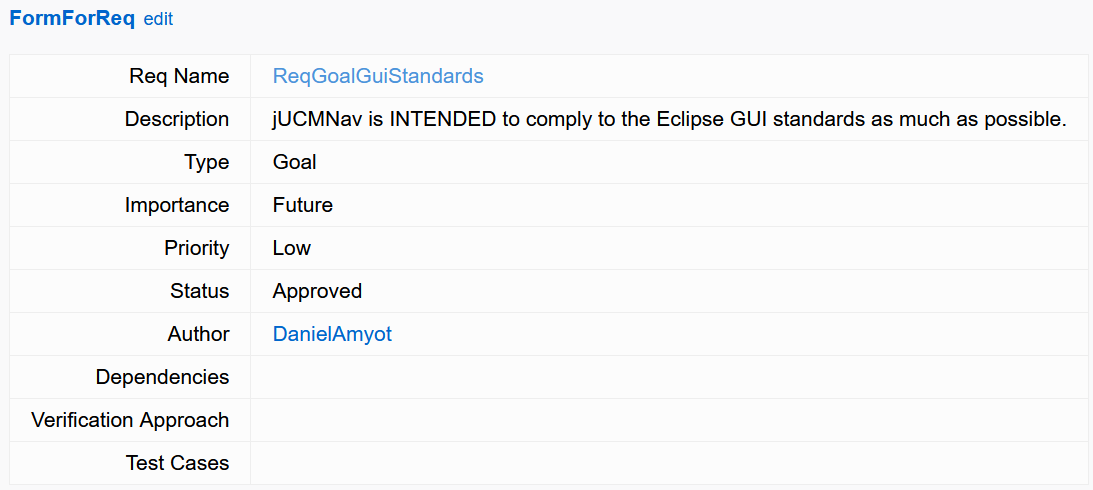 FormForReq edit
Req Name ReqGoalGuiStandards
Description jUCMNav is INTENDED to comply to the Eclipse GUI standards as much as possible.
Type Goal
Importance Future
Priority Low
Status Approved
Author DanielAmyot
Dependencies
Verification Approach
Test Cases